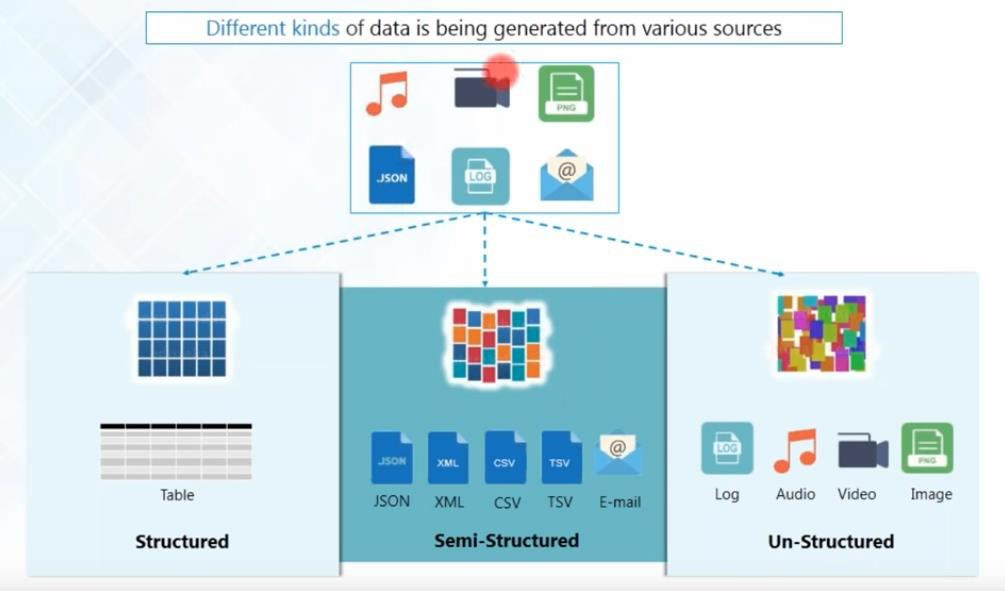 Different kinds of data is being generated from various sources
PNG
.JSON
LOG
@
Table
Structured
.JSON
XML
CSV
TSV
@
JSON
XML
CSV
TSV
E-mail
Semi-Structured
LOG
PNG
Log
Audio
Video
Image
Un-Structured